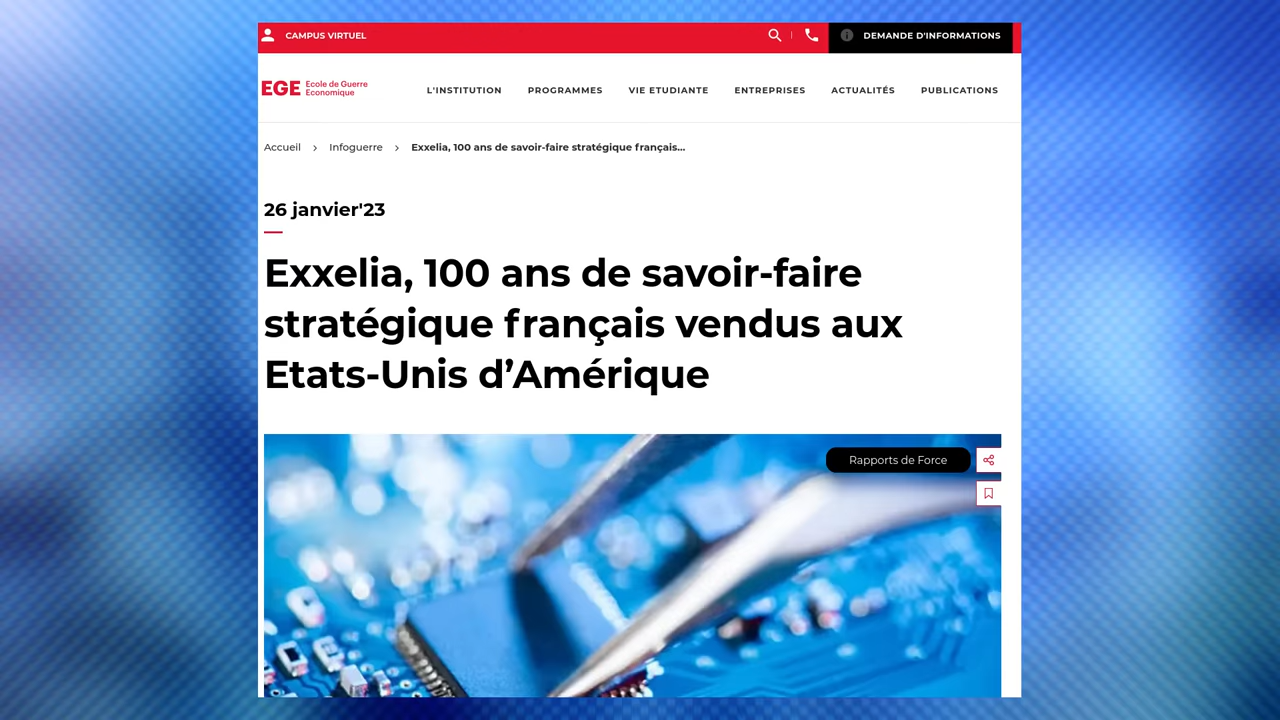 CAMPUS VIRTUEL
DEMANDE D'INFORMATIONS
EGE Ecole de Guerre
Economique
L'INSTITUTION PROGRAMMES VIE ETUDIANTE ENTREPRISES ACTUALITÉS PUBLICATIONS
Accueil > Infoguerre > Exxelia, 100 ans de savoir-faire stratégique français...
26 janvier'23
Exxelia, 100 ans de savoir-faire
stratégique français vendus aux
Etats-Unis d’Amérique
Rapports de Force